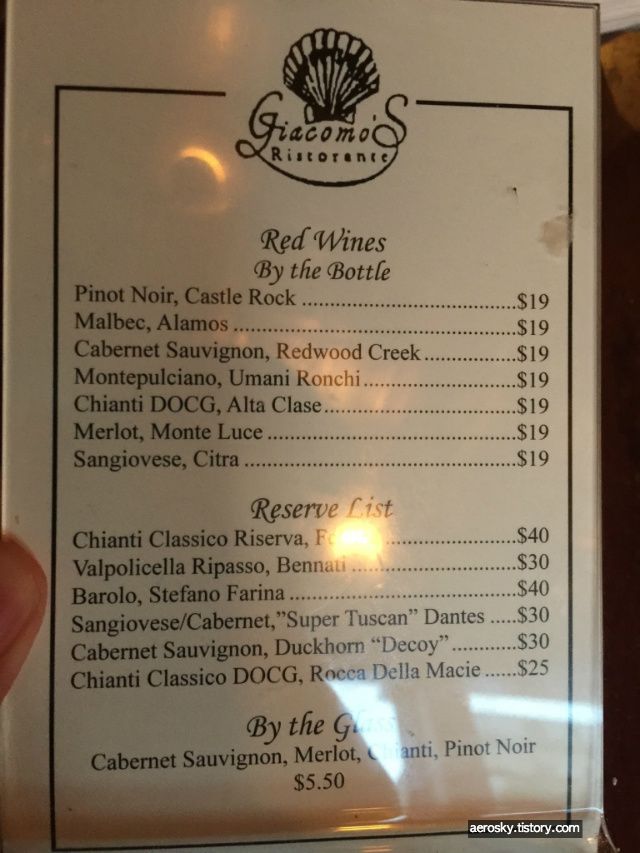 Giacomo's
Ristorante
Red Wines
By the Bottle
Pinot Noir, Castle Rock ........................................$19
Malbec, Alamos .....................................................$19
Cabernet Sauvignon, Redwood Creek .................$19
Montepulciano, Umani Ronchi.............................$19
Chianti DOCG, Alta Clase....................................$19
Merlot, Monte Luce ..............................................$19
Sangiovese, Citra ...................................................$19
Reserve List
Chianti Classico Riserva, ........................$40
Valpolicella Ripasso, Bennati ...............................$30
Barolo, Stefano Farina ...........................................$40
Sangiovese/Cabernet,"Super Tuscan" Dantes .....$30
Cabernet Sauvignon, Duckhorn "Decoy"............$30
Chianti Classico DOCG, Rocca Della Macie ......$25
By the Glass
Cabernet Sauvignon, Merlot, Chianti, Pinot Noir
$5.50
aerosky.tistory.com